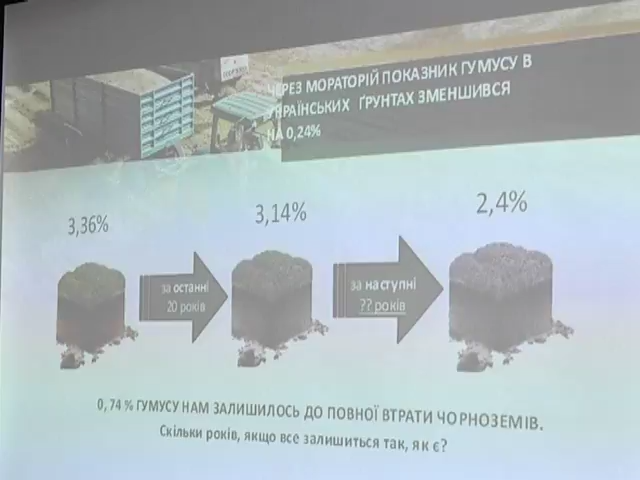 ЧЕРЕЗ МОРАТОРІЙ ПОКАЗНИК ГУМУСУ В
УКРАЇНСЬКИХ ҐРУНТАХ ЗМЕНШИВСЯ
НА 0,24%
3,36%
3,14%
2,4%
за останні
20 років
за наступні
?? років
0,74 % ГУМУСУ НАМ ЗАЛИШИЛОСЬ ДО ПОВНОЇ ВТРАТИ ЧОРНОЗЕМІВ.
Скільки років, якщо все залишиться так, як є?